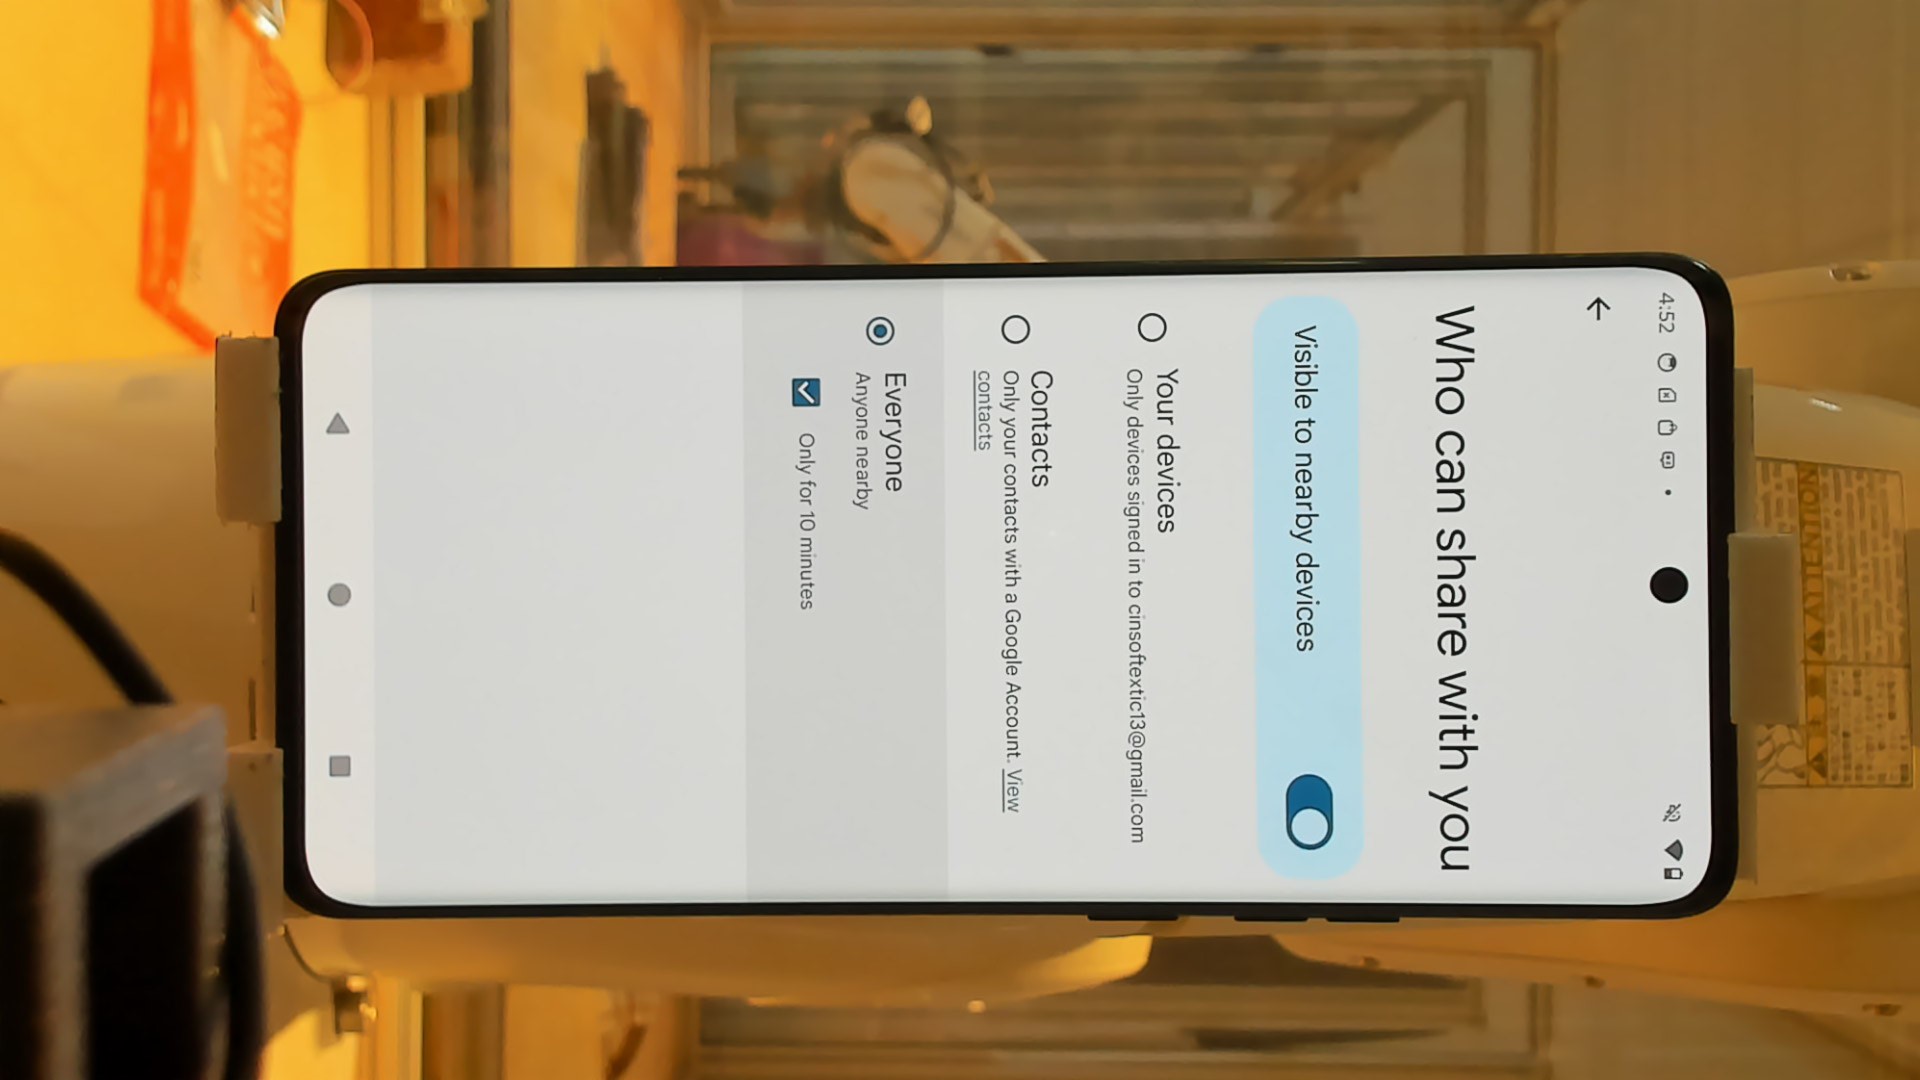 4:52
Who can share with you
Visible to nearby devices
Your devices
Only devices signed in to cinsoftextic13@gmail.com
Contacts
Only your contacts with a Google Account. View
contacts
Everyone
Anyone nearby
Only for 10 minutes
ATTENTION